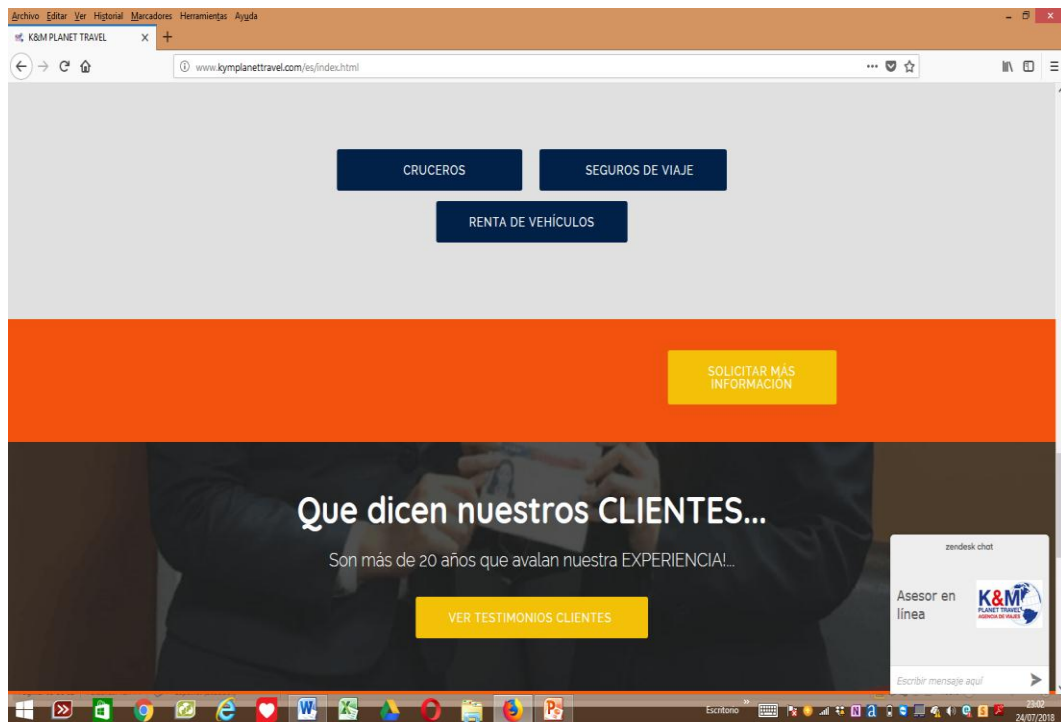 Archivo Editar Ver Historial Marcadores Herramientas Ayuda
K&M PLANET TRAVEL
www.kymplanettravel.com/es/index.html
CRUCEROS
SEGUROS DE VIAJE
RENTA DE VEHÍCULOS
SOLICITAR MÁS
INFORMACIÓN
Que dicen nuestros CLIENTES...
Son más de 20 años que avalan nuestra EXPERIENCIA!...
VER TESTIMONIOS CLIENTES
zendesk chat
Asesor en
línea
K&M
PLANET TRAVEL
AGENCIA DE VIAJES
Escribir mensaje aquí
Escritorio
23:02
24/07/2018